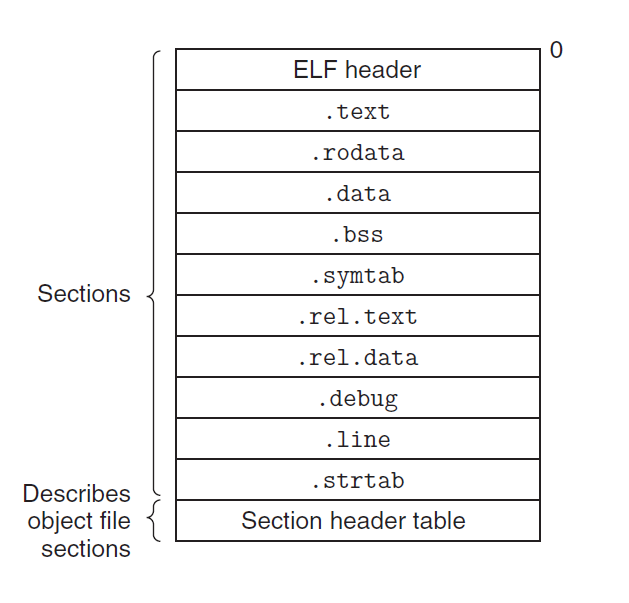 0
ELF header
.text
.rodata
.data
.bss
.symtab
.rel.text
.rel.data
.debug
.line
.strtab
Section header table
Sections
Describes
object file
sections